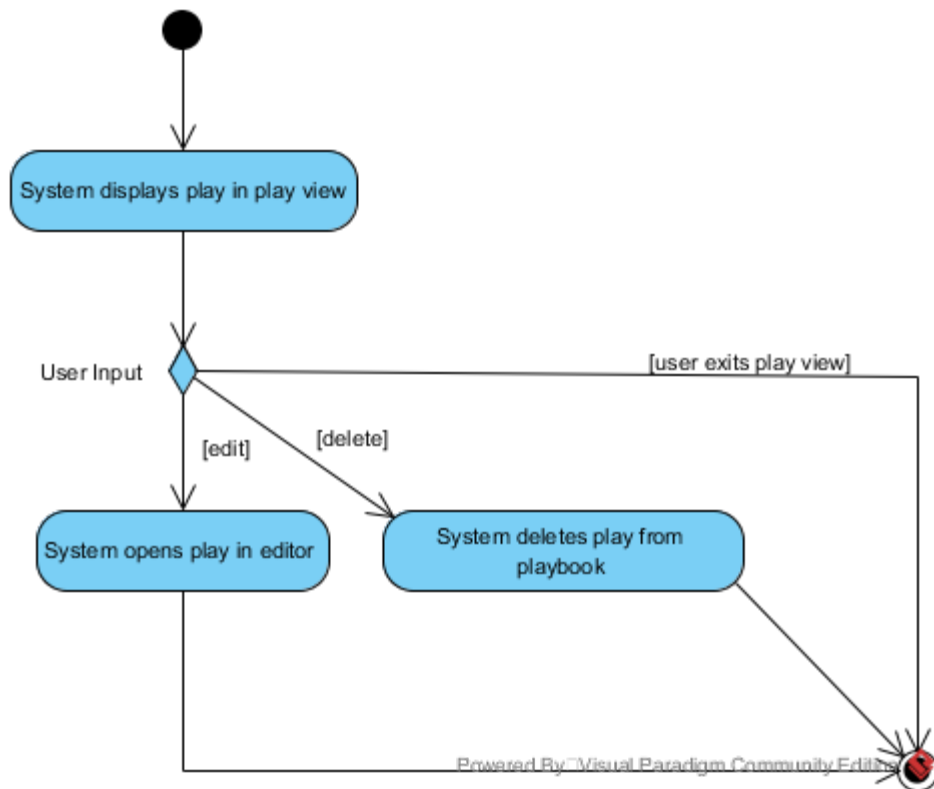 System displays play in play view
[user exits play view]
User Input
[edit]
[delete]
System opens play in editor
System deletes play from
playbook
Powered By Visual Paradigm Community Edition